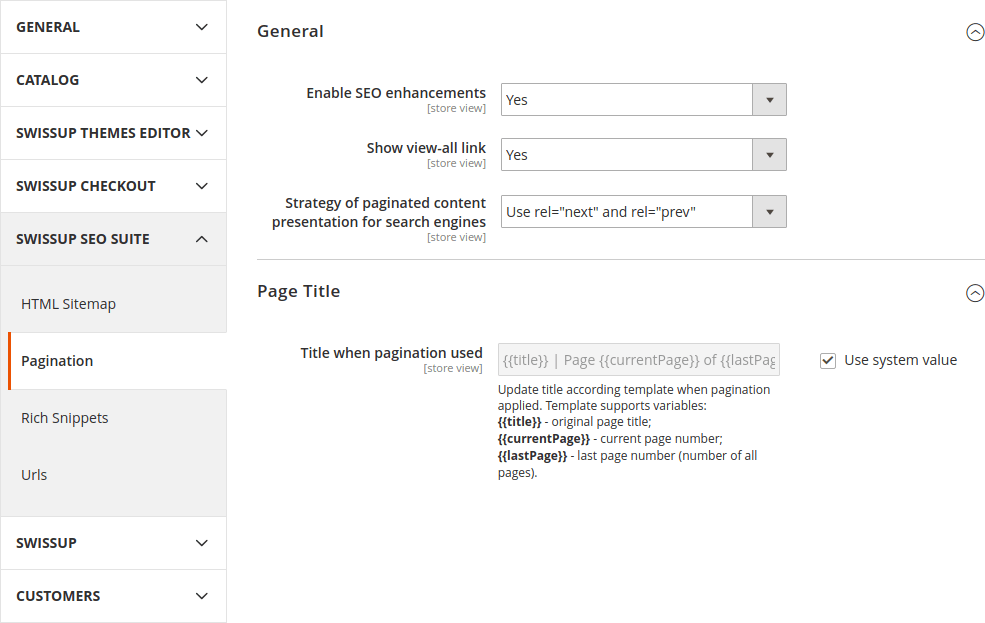 GENERAL
CATALOG
SWISSUP THEMES EDITOR
SWISSUP CHECKOUT
SWISSUP SEO SUITE
HTML Sitemap
Pagination
Rich Snippets
Urls
SWISSUP
CUSTOMERS
General
Enable SEO enhancements
[store view]
Yes
Show view-all link
[store view]
Yes
Strategy of paginated content
presentation for search engines
[store view]
Use rel="next" and rel="prev"
Page Title
Title when pagination used
[store view]
{{title}} | Page {{currentPage}} of {{lastPag
Use system value
Update title according template when pagination
applied. Template supports variables:
{{title}} - original page title;
{{currentPage}} - current page number;
{{lastPage}} - last page number (number of all
pages).